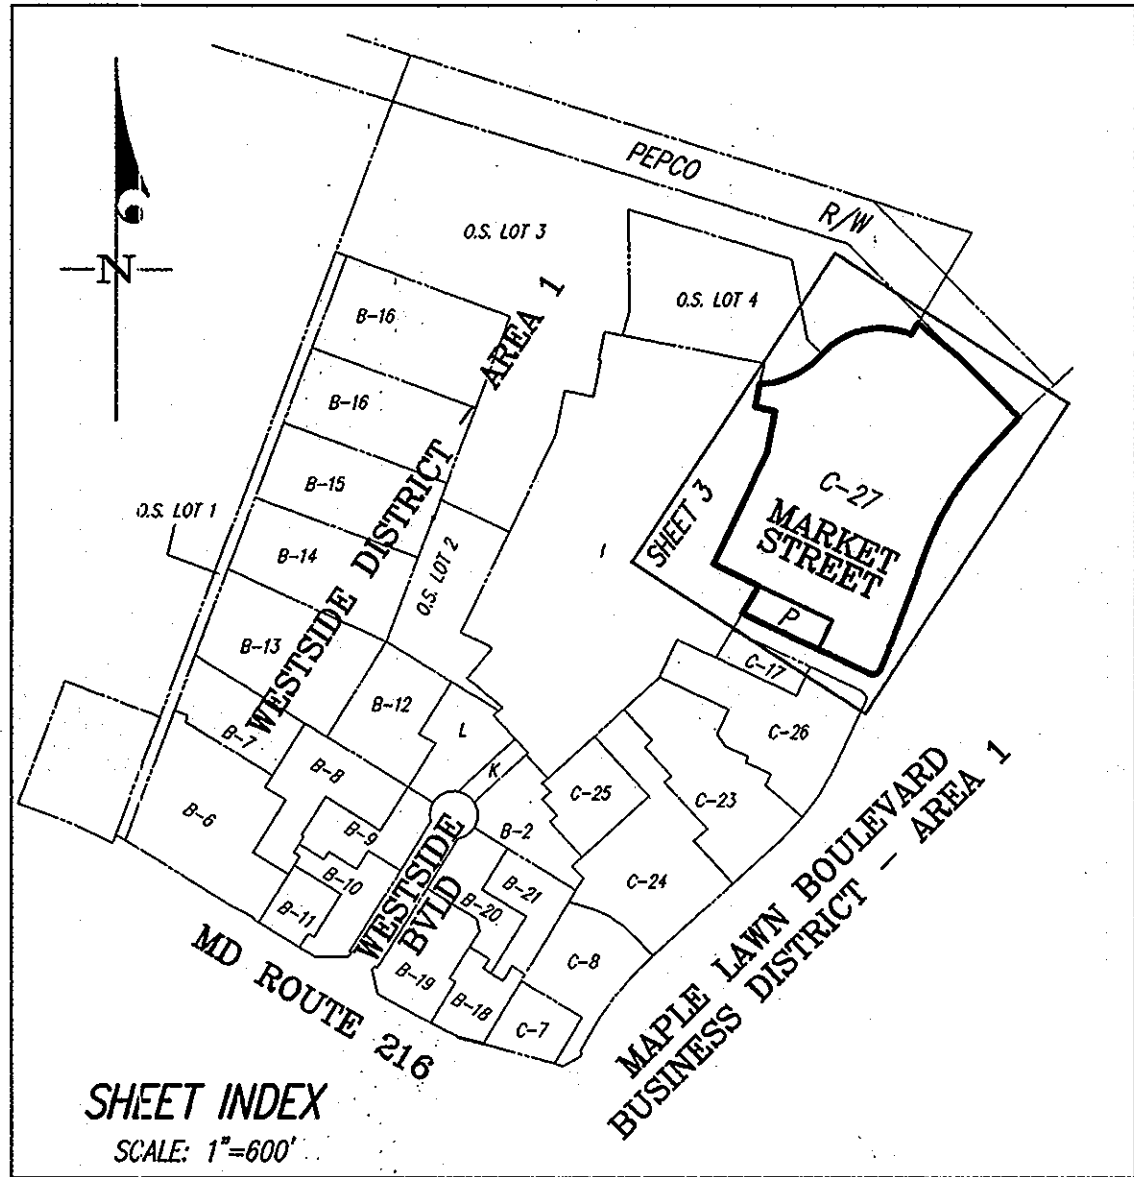 PEPCO
R/W
N
O.S. LOT 3
O.S. LOT 4
B-16
B-16
B-15
B-14
B-13
O.S. LOT 1
O.S. LOT 2
WESTSIDE DISTRICT / AREA 1
I
SHEET 3
C-27
MARKET
STREET
P
C-17
C-26
B-12
L
K
B-7
B-8
B-6
B-9
B-10
B-11
WESTSIDE
BVLD
B-2
B-21
B-20
B-19
B-18
C-25
C-23
C-24
C-8
C-7
MD ROUTE 216
MAPLE LAWN BOULEVARD
BUSINESS DISTRICT - AREA 1
SHEET INDEX
SCALE: 1"=600'